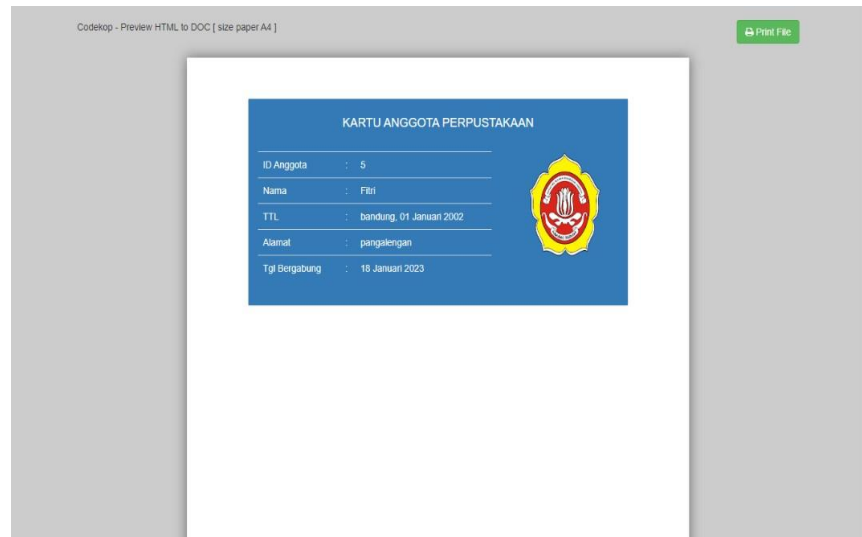 Codekop - Preview HTML to DOC [ size paper A4 ]
Print File
KARTU ANGGOTA PERPUSTAKAAN
ID Anggota : 5
Nama : Fitri
TTL : bandung, 01 Januari 2002
Alamat : pangalengan
Tgl Bergabung : 18 Januari 2023